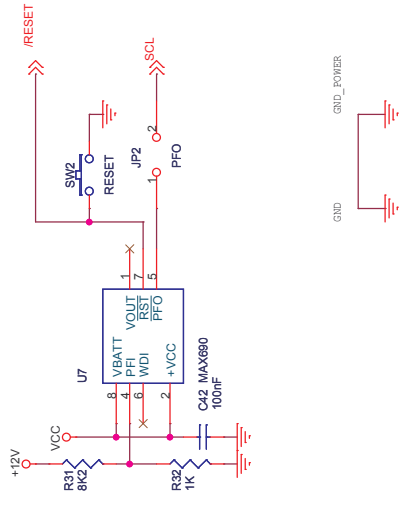 /RESET
SCL
SW2
RESET
JP2
PFO
1
2
GND_POWER
GND
U7
VBATT
PFI
WDI
+VCC
VOUT
RST
PFO
8
4
6
2
1
7
5
MAX690
C42
100nF
VCC
+12V
R31
8K2
R32
1K